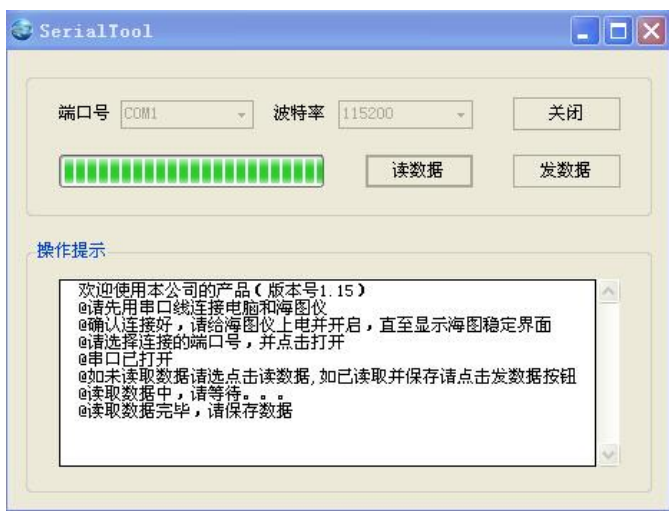 SerialTool
端口号 COM1 波特率 115200 关闭
读数据 发数据
操作提示
欢迎使用本公司的产品(版本号1.15)
@请先用串口线连接电脑和海图仪
@确认连接好,请给海图仪上电并开启,直至显示海图稳定界面
@请选择连接的端口号,并点击打开
@串口已打开
@如未读取数据请选点击读数据,如已读取并保存请点击发数据按钮
@读取数据中,请等待。。。
@读取数据完毕,请保存数据